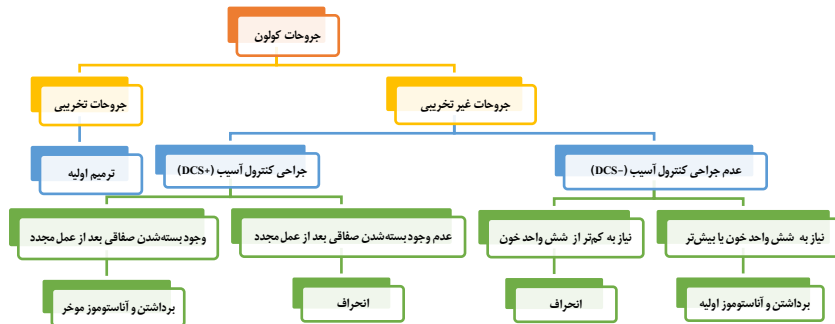 جروحات کولون
جروحات غیر تخریبی
جروحات تخریبی
عدم جراحی کنترول آسیب (DCS−)
جراحی کنترول آسیب (DCS+)
ترمیم اولیه
نیاز به شش واحد خون یا بیش‌تر
نیاز به کم‌تر از شش واحد خون
عدم وجود بسته‌شدن صفاقی بعد از عمل مجدد
وجود بسته‌شدن صفاقی بعد از عمل مجدد
برداشتن و آناستوموز اولیه
انحراف
انحراف
برداشتن و آناستوموز موخر